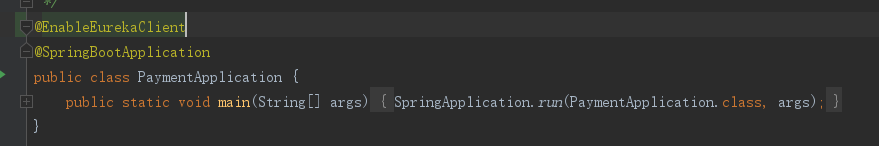 */
@EnableEurekaClient
@SpringBootApplication
public class PaymentApplication {
public static void main(String[] args) { SpringApplication.run(PaymentApplication.class, args); }
}